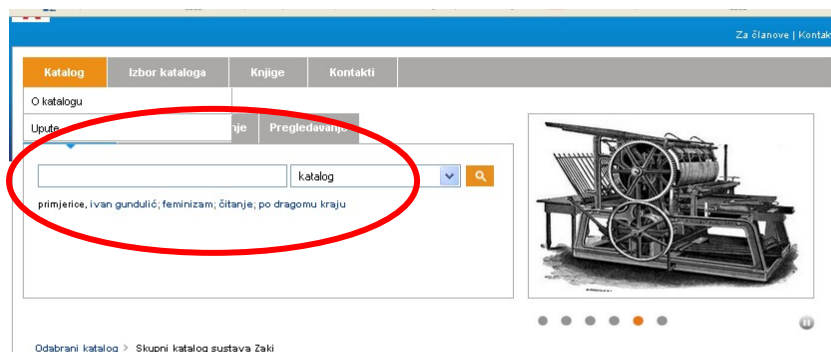 Za članove | Kontak
Katalog Izbor kataloga Knjige Kontakti
O katalogu
Upute
nje Pregledavanje
katalog
primjerice, ivan gundulić; feminizam; čitanje; po dragomu kraju
Odabrani katalog > Skupni katalog sustava Zaki